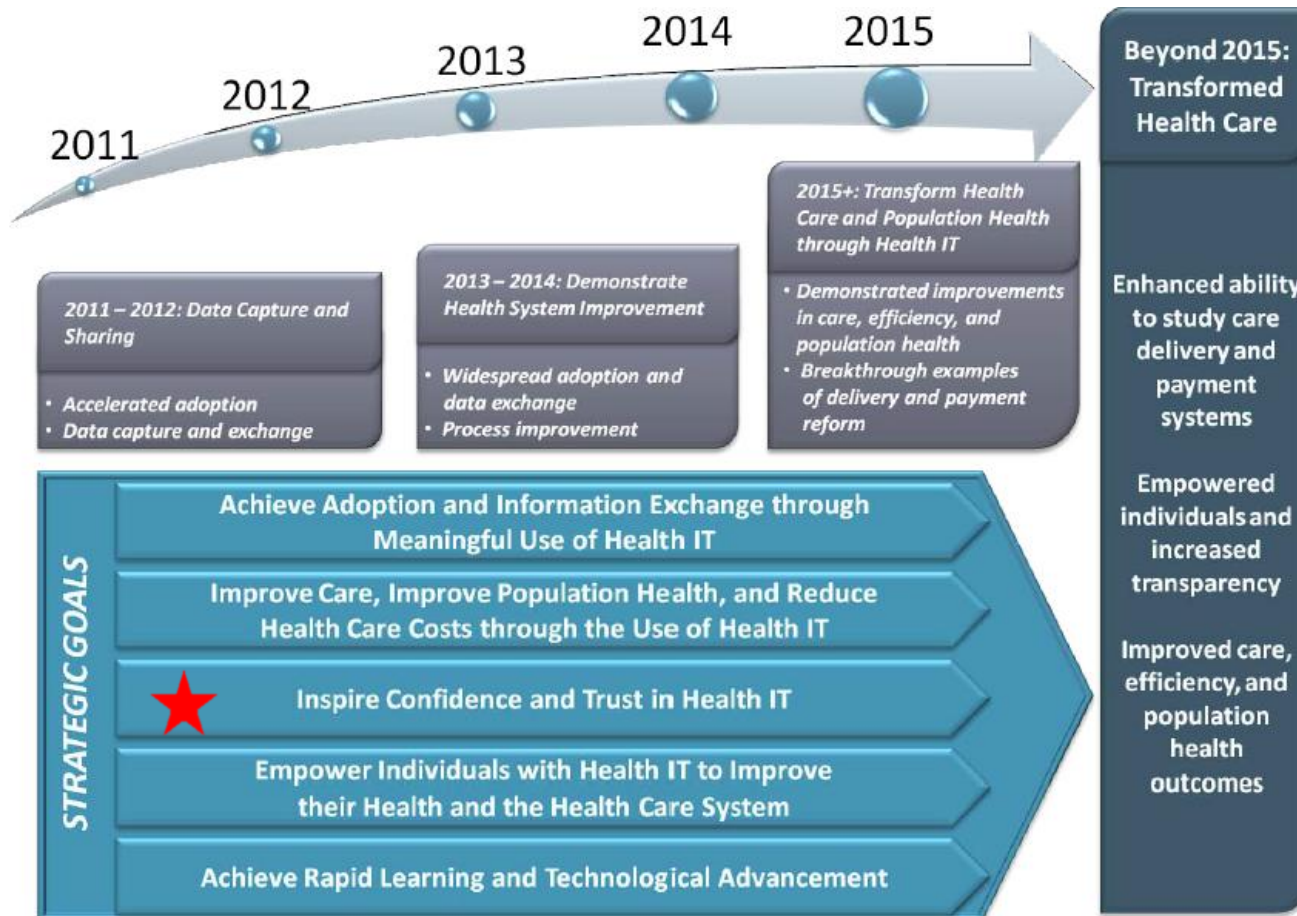 2011
2012
2013
2014
2015
2011 – 2012: Data Capture and
Sharing
• Accelerated adoption
• Data capture and exchange
2013 – 2014: Demonstrate
Health System Improvement
• Widespread adoption and
data exchange
• Process improvement
2015+: Transform Health
Care and Population Health
through Health IT
• Demonstrated improvements
in care, efficiency, and
population health
• Breakthrough examples
of delivery and payment
reform
Beyond 2015:
Transformed
Health Care
Enhanced ability
to study care
delivery and
payment
systems
Empowered
individuals and
increased
transparency
Improved care,
efficiency, and
population
health
outcomes
STRATEGIC GOALS
Achieve Adoption and Information Exchange through
Meaningful Use of Health IT
Improve Care, Improve Population Health, and Reduce
Health Care Costs through the Use of Health IT
Inspire Confidence and Trust in Health IT
Empower Individuals with Health IT to Improve
their Health and the Health Care System
Achieve Rapid Learning and Technological Advancement